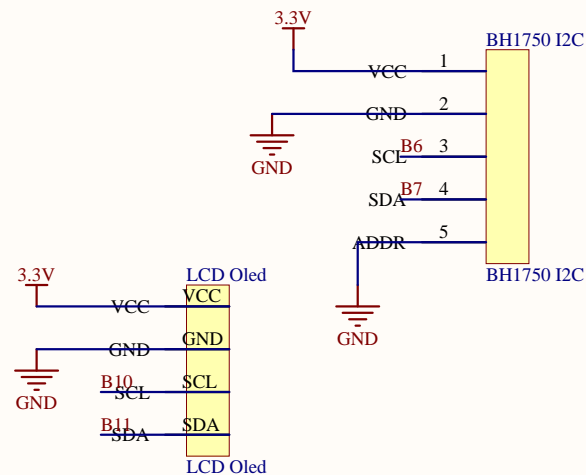 3.3V
BH1750 I2C
VCC 1
GND 2
GND
B6
SCL 3
B7
SDA 4
ADDR 5
BH1750 I2C
GND
3.3V
LCD Oled
VCC VCC
GND GND
GND
B10
SCL SCL
B11
SDA SDA
LCD Oled